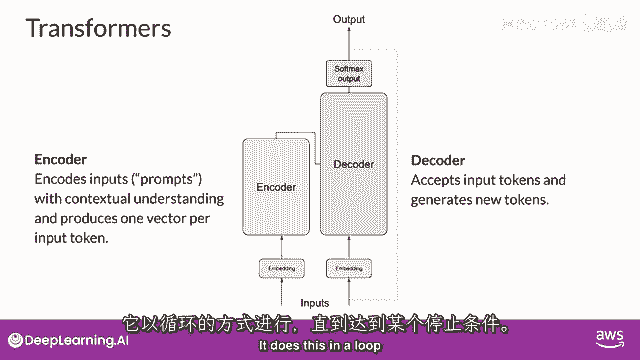 Transformers
Output
Softmax
output
Encoder
Decoder
Embedding
Embedding
Inputs
Encoder
Encodes inputs (“prompts”)
with contextual understanding
and produces one vector per
input token.
Decoder
Accepts input tokens and
generates new tokens.
它以循环的方式进行，直到达到某个停止条件。
It does this in a loop
DeepLearning.AI
aws